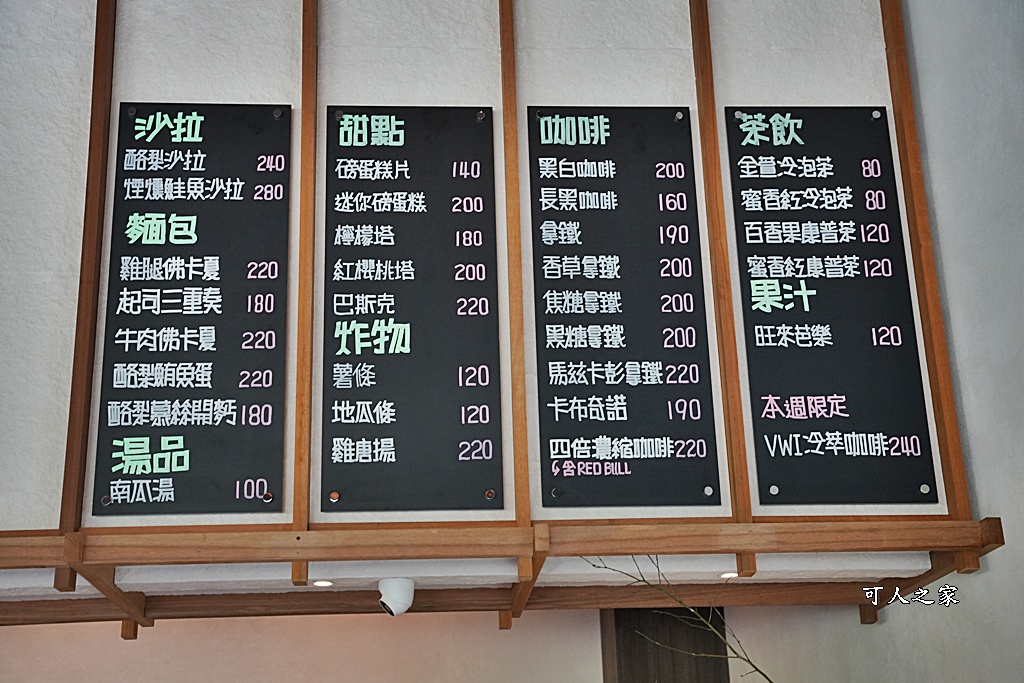 沙拉
酪梨沙拉 240
煙燻鮭魚沙拉 280
麵包
雞腿佛卡夏 220
起司三重奏 180
牛肉佛卡夏 220
酪梨鮪魚蛋 220
酪梨慕絲開麫 180
湯品
南瓜湯 100
甜點
磅蛋糕片 140
迷你磅蛋糕 200
檸檬塔 180
紅櫻桃塔 200
巴斯克 220
炸物
薯條 120
地瓜條 120
雞唐揚 220
咖啡
黑白咖啡 200
長黑咖啡 160
拿鐵 190
香草拿鐵 200
焦糖拿鐵 200
黑糖拿鐵 200
馬茲卡彭拿鐵 220
卡布奇諾 190
四倍濃縮咖啡 220
含RED BULL
茶飲
金萱冷泡茶 80
蜜香紅冷泡茶 80
百香果康普茶 120
蜜香紅康普茶 120
果汁
旺來芭樂 120
本週限定
VWI冷萃咖啡 240
可人之家